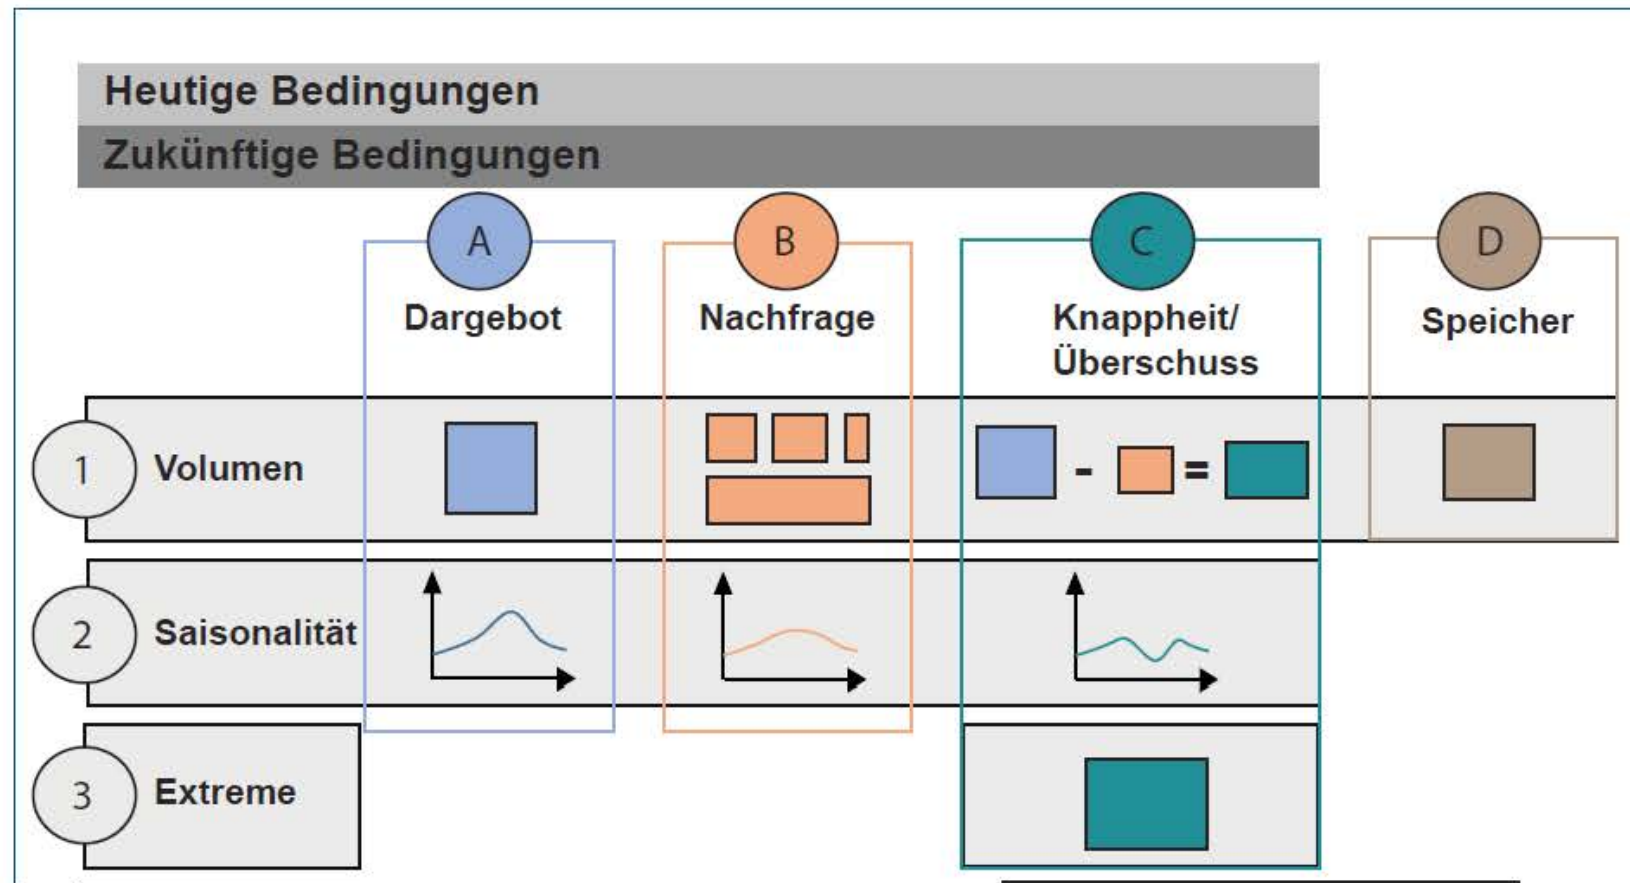 Heutige Bedingungen
Zukünftige Bedingungen
A
B
C
D
Dargebot
Nachfrage
Knappheit/
Überschuss
Speicher
1
Volumen
- =
2
Saisonalität
3
Extreme